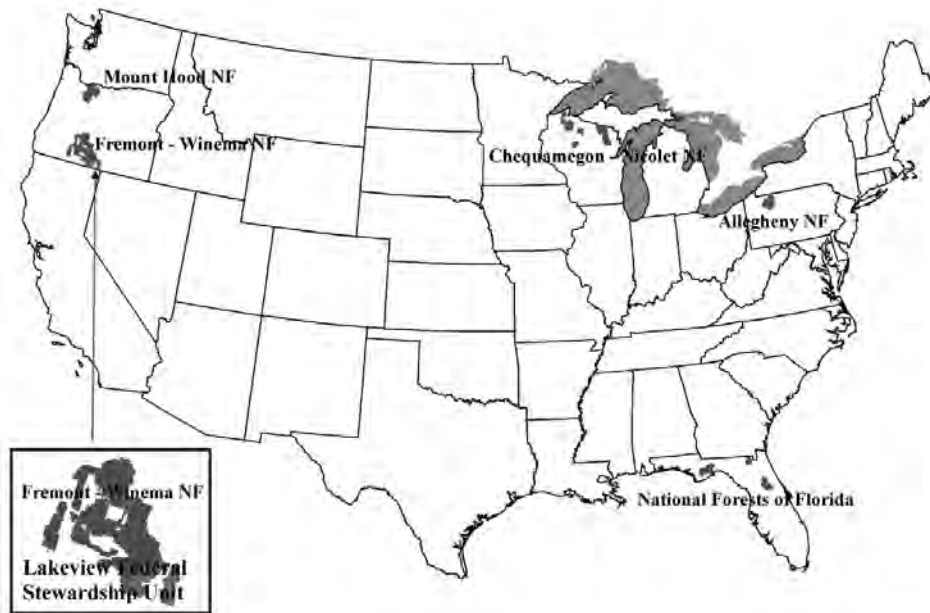 Mount Hood NF
Fremont - Winema NF
Chequamegon - Nicolet NF
Allegheny NF
National Forests of Florida
Fremont - Winema NF
Lakeview Federal
Stewardship Unit